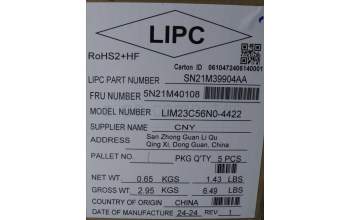 LIPC
RoHS2+HF
Carton ID 0610472406140001
LIPC PART NUMBER SN21M39904AA
FRU NUMBER 5N21M40108
MODEL NUMBER LIM23C56N0-4422
SUPPLIER NAME CNY
ADDRESS San Zhong Guan Li Qu
Qing Xi, Dong Guan, China
PALLET NO PKG Q'TY 5 PCS
NET WT. 0.65 KGS 1.43 LBS
GROSS WT. 2.95 KGS 6.49 LBS
COUNTRY OF ORIGIN CHINA
DATE OF MANUFACTURE 24-24 REV 1